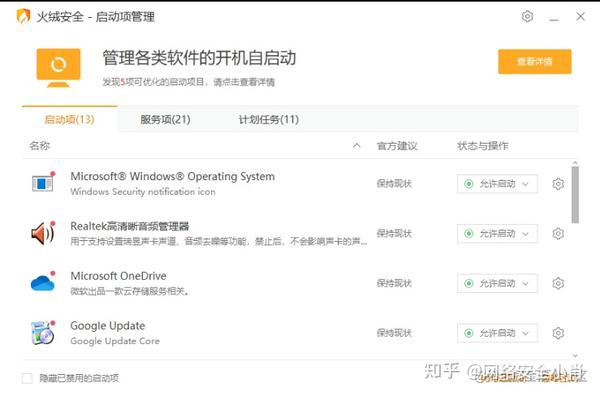 火绒安全 - 启动项管理
管理各类软件的开机自启动
发现5项可优化的启动项目，请点击查看详情
查看详情
启动项(13) 服务项(21) 计划任务(11)
名称 官方建议 状态与操作
Microsoft® Windows® Operating System
Windows Security notification icon
保持现状 允许启动
Realtek高清晰音频管理器
用于支持设置瑞昱声卡声道、音频去噪等功能，禁止后，不会影响声卡的声...
保持现状 允许启动
Microsoft OneDrive
微软出品一款云存储服务相关。
保持现状 允许启动
Google Update
Google Update Core
保持现状 允许启动
隐藏已禁用的启动项
知乎 @网络安全小肖